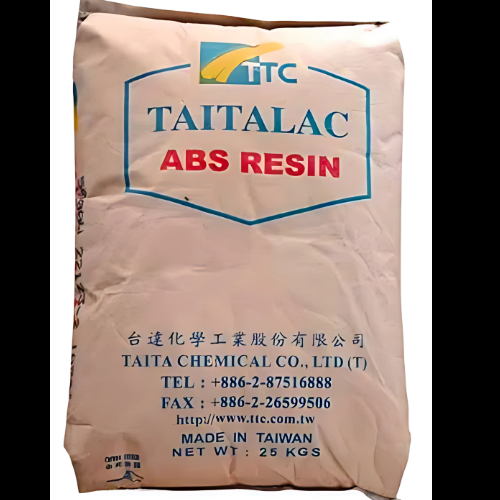 TTC
TAITALAC
ABS RESIN
台達化學工業股份有限公司
TAITA CHEMICAL CO., LTD (T)
TEL : +886-2-87516888
FAX : +886-2-26599506
http://www.ttc.com.tw
MADE IN TAIWAN
NET WT : 25 KGS